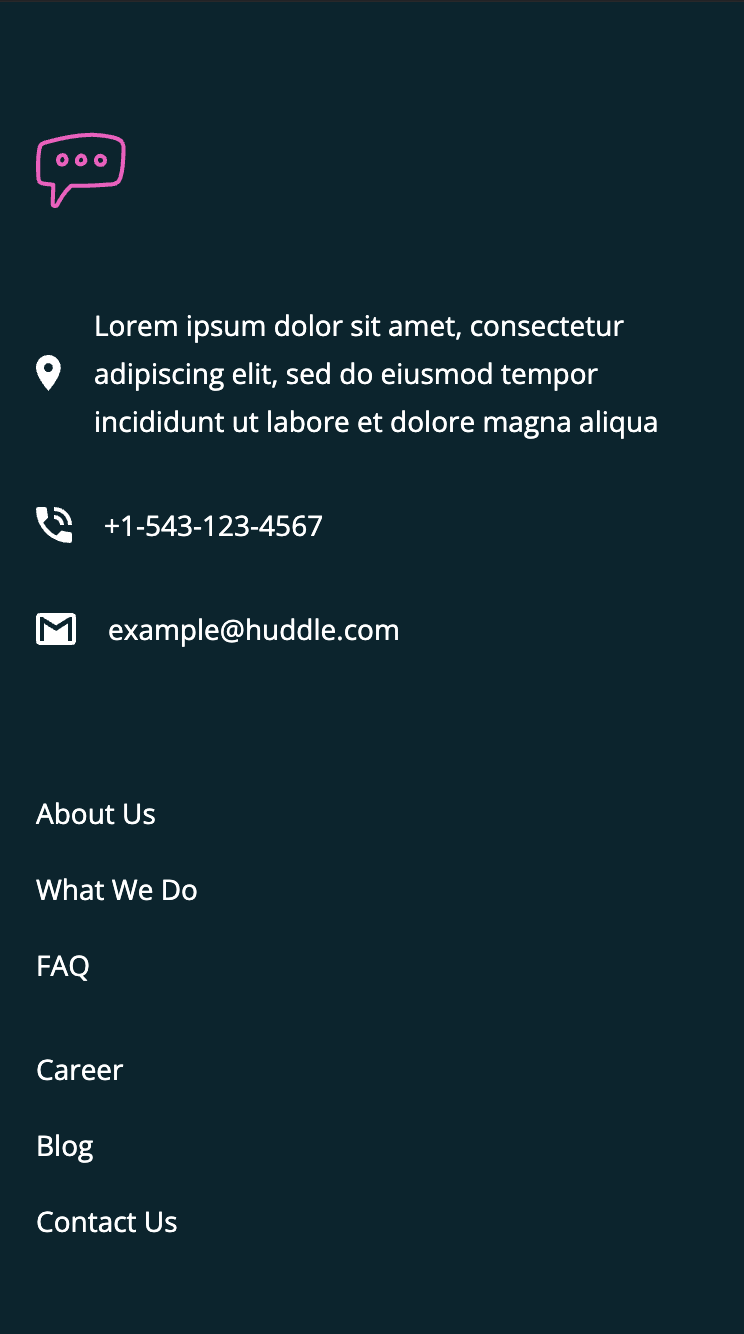 Lorem ipsum dolor sit amet, consectetur
adipiscing elit, sed do eiusmod tempor
incididunt ut labore et dolore magna aliqua
+1-543-123-4567
example@huddle.com
About Us
What We Do
FAQ
Career
Blog
Contact Us